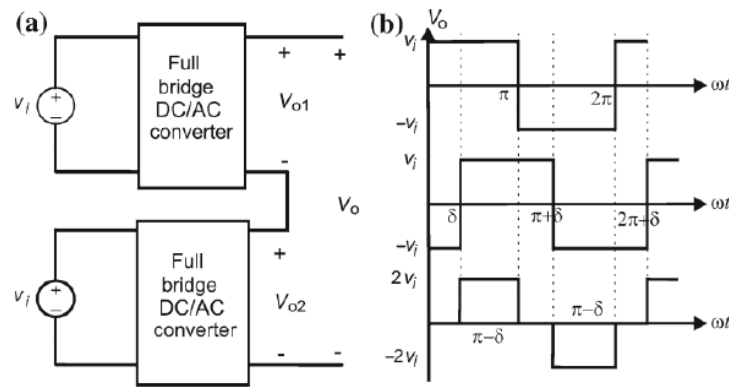 (a)
+
+
Full
bridge
DC/AC
converter
vᵢ
+
-
Vo1
-
Vo
+
Full
bridge
DC/AC
converter
vᵢ
+
-
Vo2
-
-
(b)
Vo
vᵢ
π
2π
ωt
-vᵢ
vᵢ
δ
π+δ
2π+δ
ωt
-vᵢ
2vᵢ
π-δ
π-δ
ωt
-2vᵢ